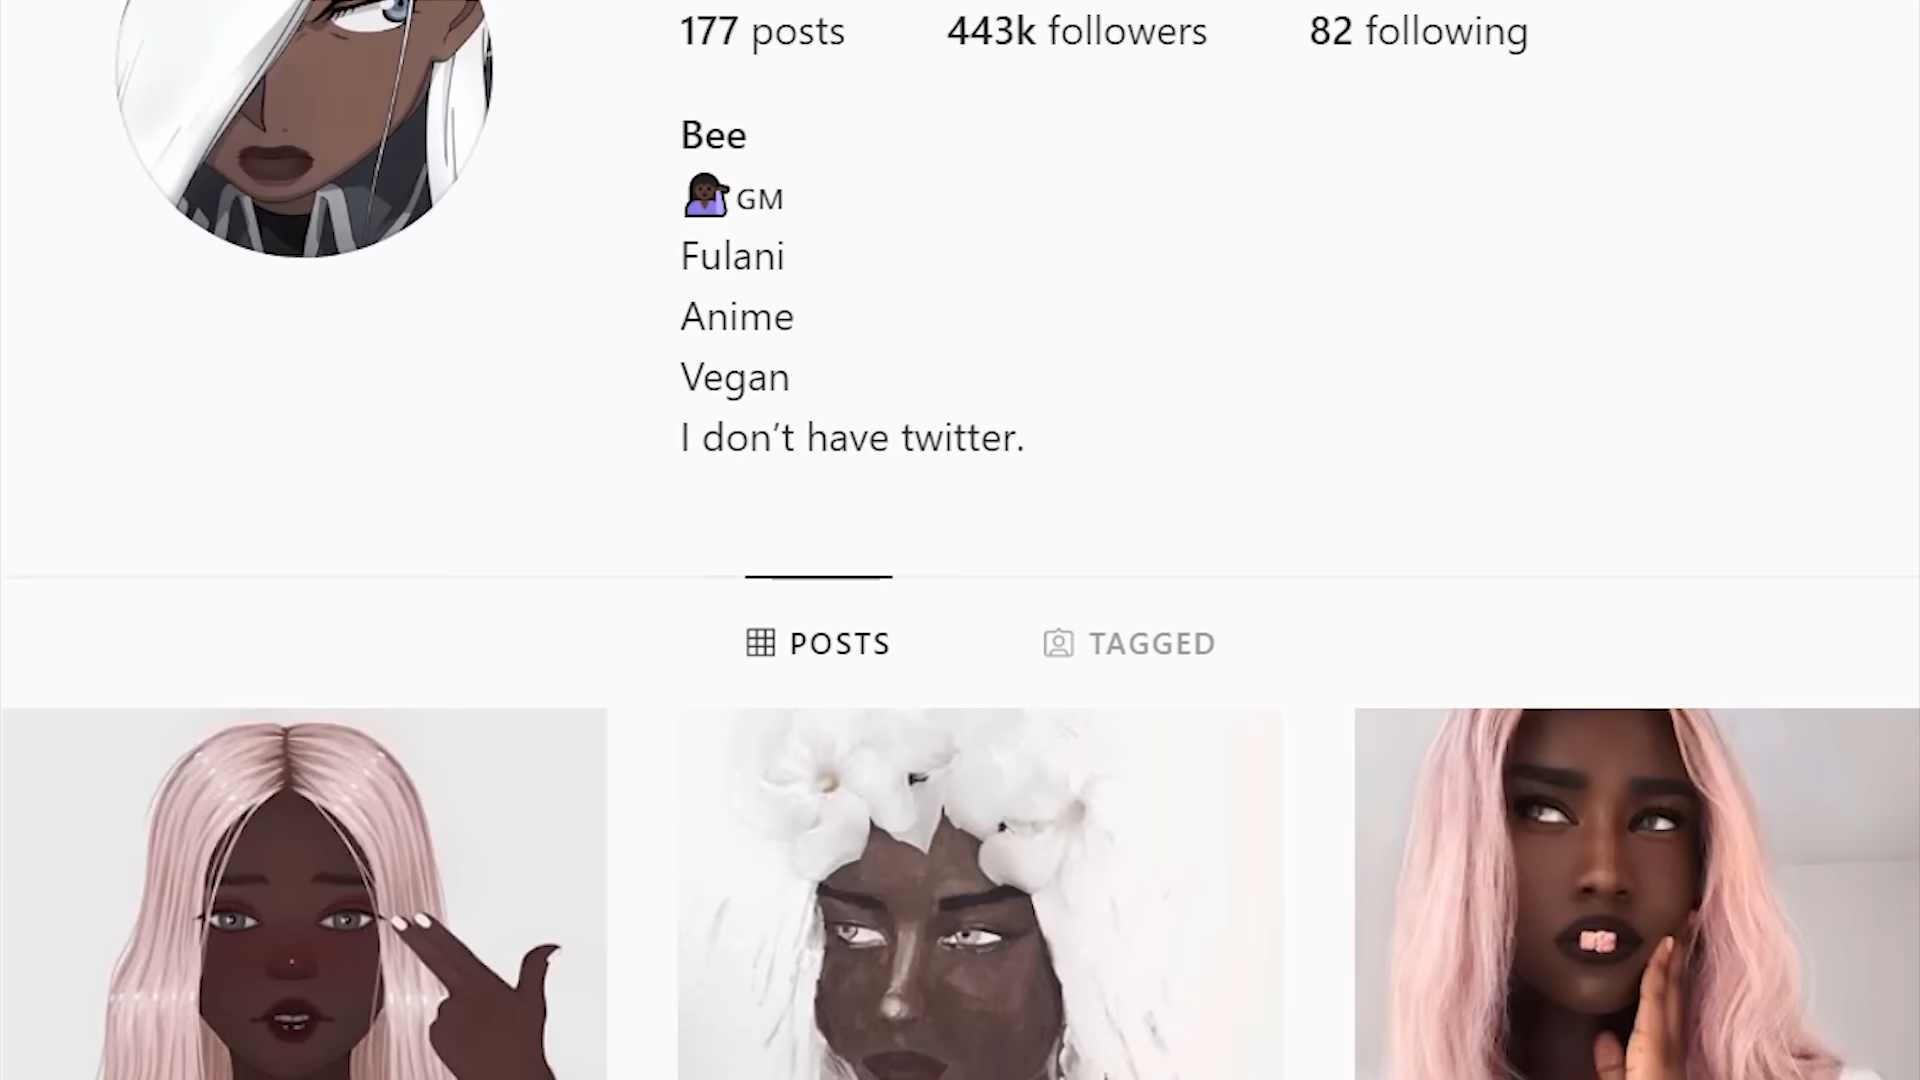 177 posts 443k followers 82 following
Bee
GM
Fulani
Anime
Vegan
I don’t have twitter.
POSTS TAGGED